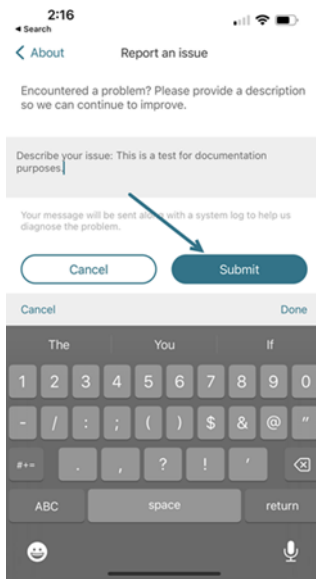 2:16
◀ Search
About
Report an issue
Encountered a problem? Please provide a description
so we can continue to improve.
Describe your issue: This is a test for documentation
purposes.
Your message will be sent along with a system log to help us
diagnose the problem.
Cancel
Submit
Cancel
Done
The
You
If
1 2 3 4 5 6 7 8 9 0
- / : ; ( ) $ & @ "
#+= . , ? ! '
ABC
space
return